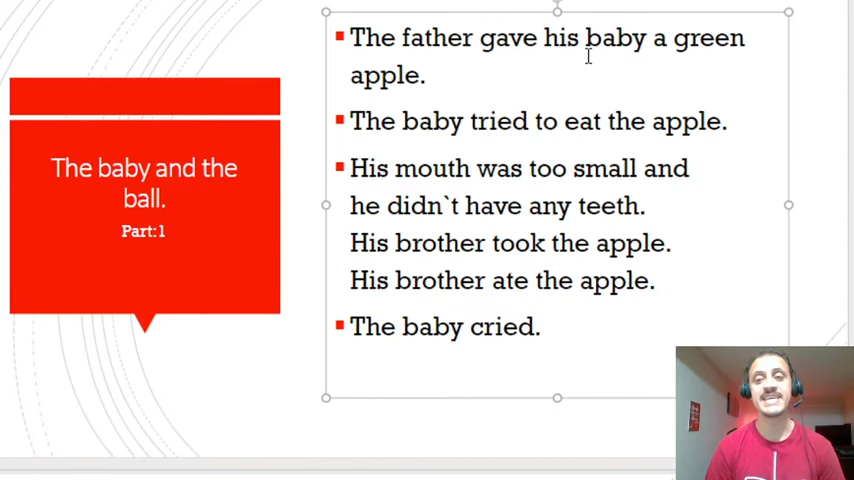 The baby and the
ball.
Part:1
The father gave his baby a green
apple.
The baby tried to eat the apple.
His mouth was too small and
he didn`t have any teeth.
His brother took the apple.
His brother ate the apple.
The baby cried.